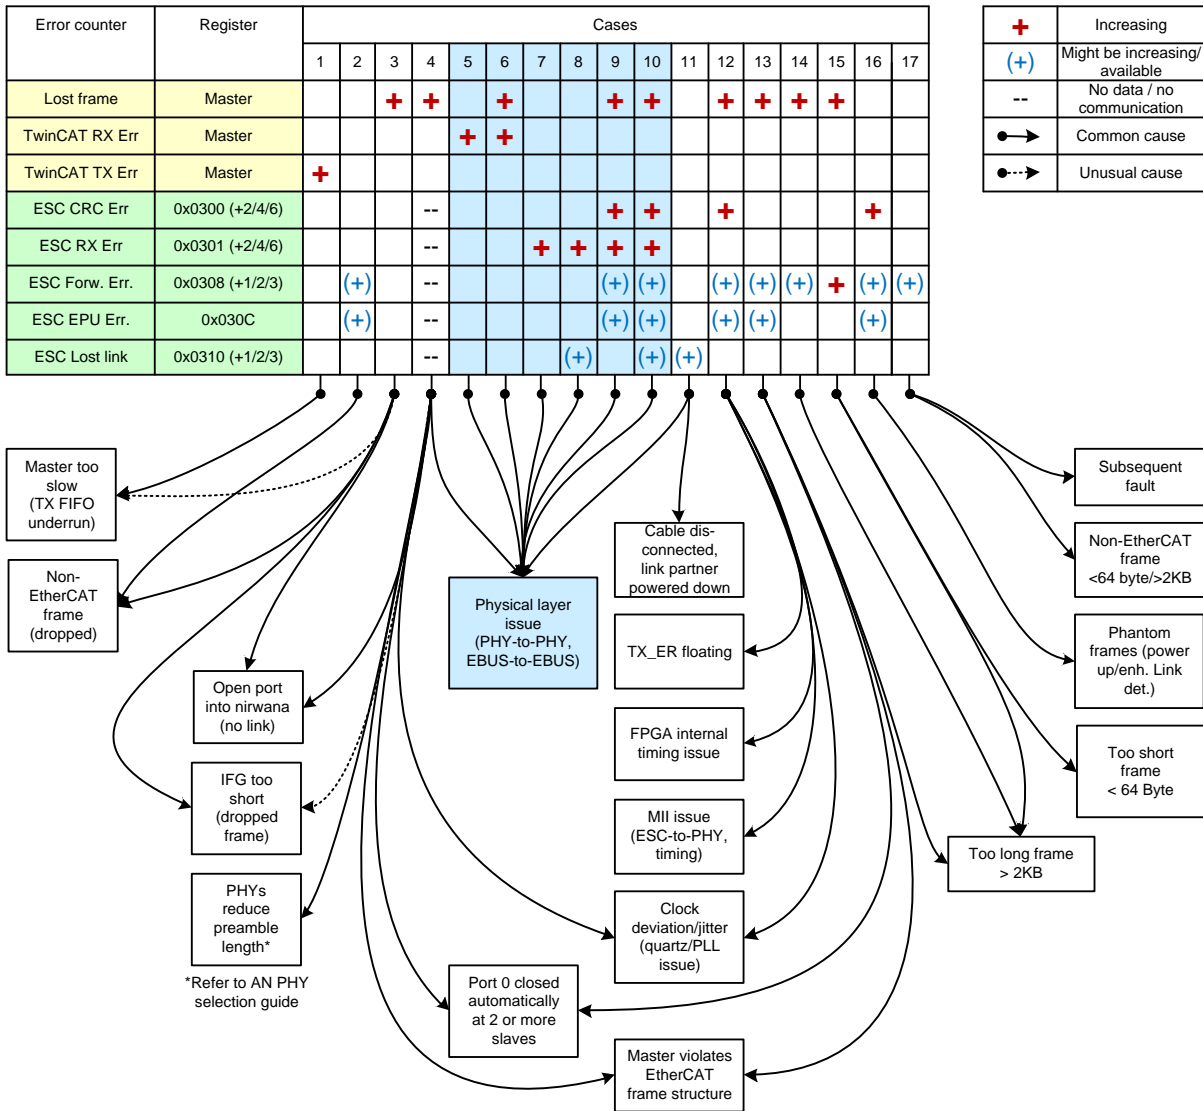 Error counter Register Cases
1 2 3 4 5 6 7 8 9 10 11 12 13 14 15 16 17
Lost frame Master + + + + + + + + +
TwinCAT RX Err Master + +
TwinCAT TX Err Master +
ESC CRC Err 0x0300 (+2/4/6) -- + + + +
ESC RX Err 0x0301 (+2/4/6) -- + + + +
ESC Forw. Err. 0x0308 (+1/2/3) (+) -- (+) (+) (+) (+) (+) + (+) (+)
ESC EPU Err. 0x030C (+) -- (+) (+) (+) (+) (+)
ESC Lost link 0x0310 (+1/2/3) -- (+) (+) (+)
+ Increasing
(+) Might be increasing/
available
-- No data / no
communication
Common cause
Unusual cause
Master too
slow
(TX FIFO
underrun)
Non-
EtherCAT
frame
(dropped)
Open port
into nirwana
(no link)
IFG too
short
(dropped
frame)
PHYs
reduce
preamble
length*
*Refer to AN PHY
selection guide
Physical layer
issue
(PHY-to-PHY,
EBUS-to-EBUS)
Port 0 closed
automatically
at 2 or more
slaves
Cable dis-
connected,
link partner
powered down
TX_ER floating
FPGA internal
timing issue
MII issue
(ESC-to-PHY,
timing)
Clock
deviation/jitter
(quartz/PLL
issue)
Master violates
EtherCAT
frame structure
Subsequent
fault
Non-EtherCAT
frame
<64 byte/>2KB
Phantom
frames (power
up/enh. Link
det.)
Too short
frame
< 64 Byte
Too long frame
> 2KB